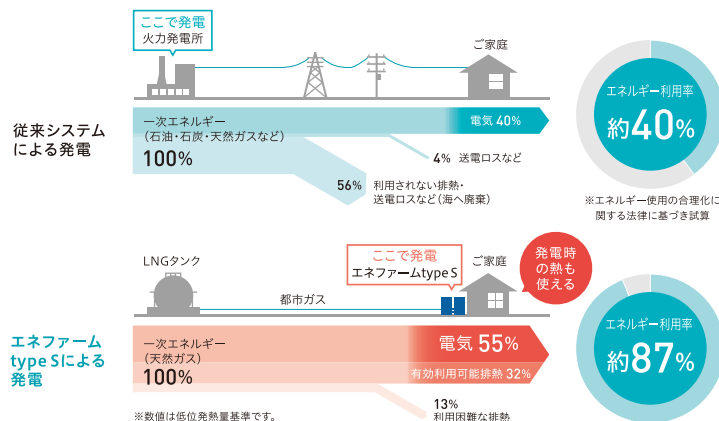 ここで発電
火力発電所
ご家庭
従来システム
による発電
一次エネルギー
(石油・石炭・天然ガスなど)
100%
電気 40%
4% 送電ロスなど
56% 利用されない排熱・
送電ロスなど(海へ廃棄)
エネルギー利用率
約40%
※エネルギー使用の合理化に
関する法律に基づき試算
LNGタンク
都市ガス
ここで発電
エネファームtype S
ご家庭
発電時
の熱も
使える
エネファーム
type Sによる
発電
一次エネルギー
(天然ガス)
100%
電気 55%
有効利用可能排熱 32%
13%
利用困難な排熱
エネルギー利用率
約87%
※数値は低位発熱量基準です。